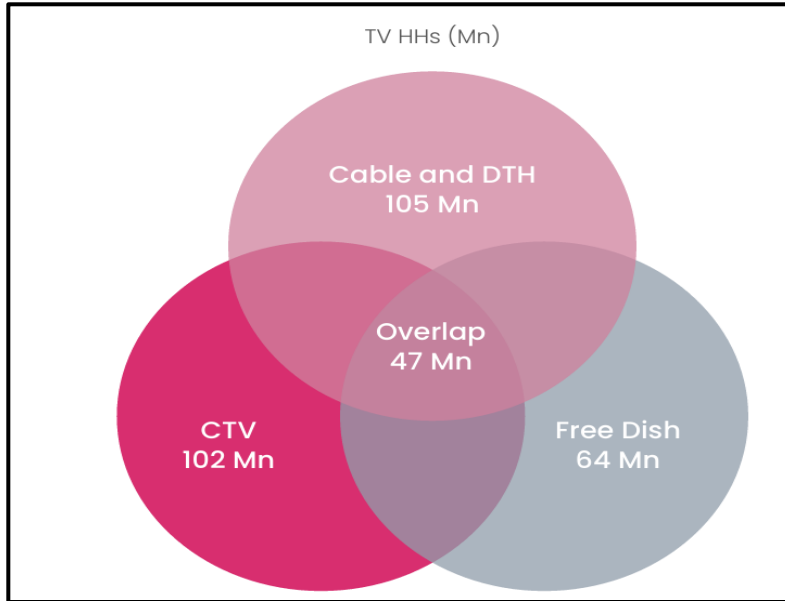 TV HHs (Mn)
Cable and DTH
105 Mn
Overlap
47 Mn
CTV
102 Mn
Free Dish
64 Mn